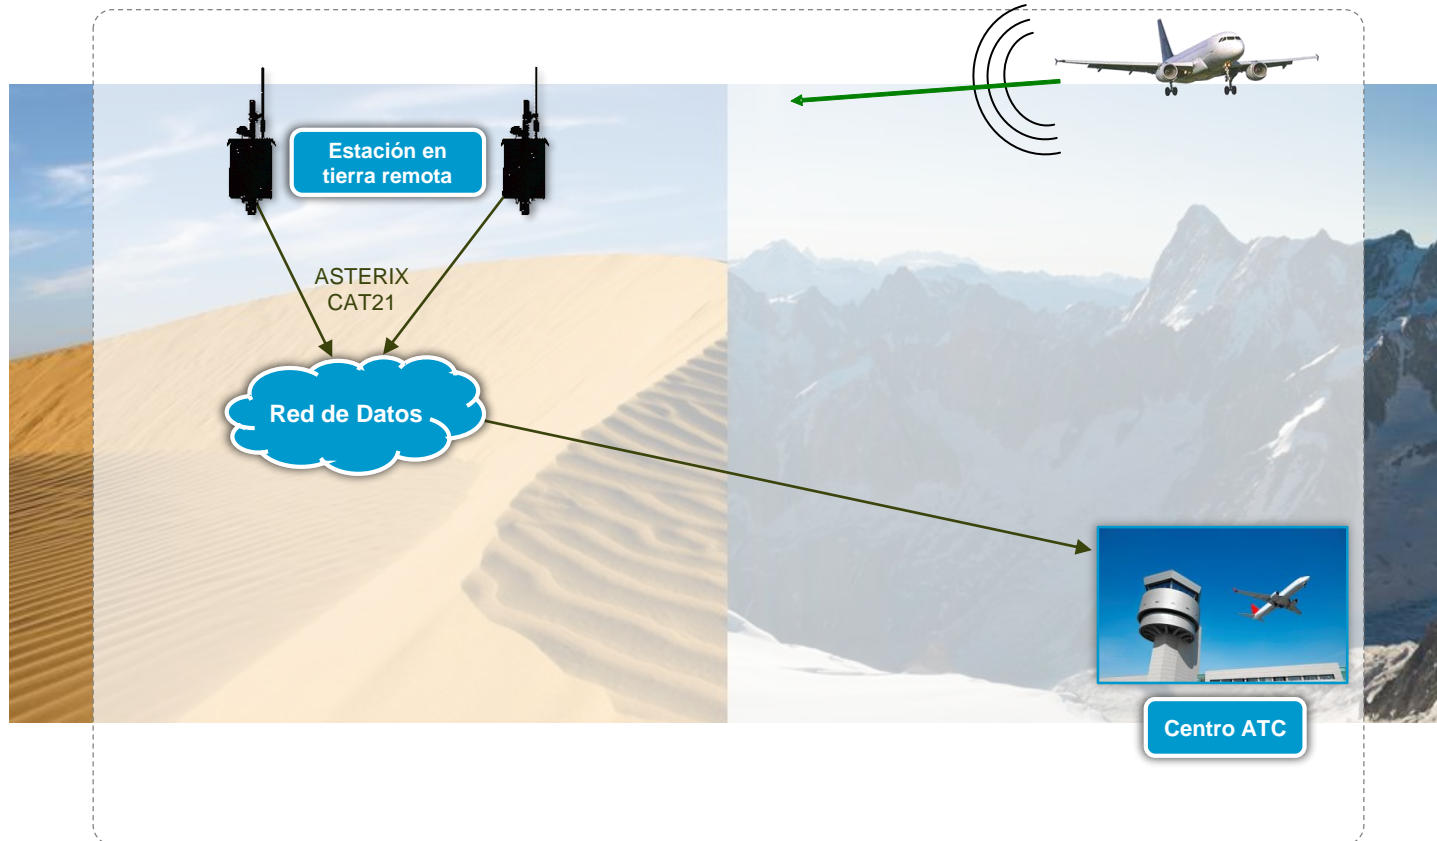 Estación en
tierra remota
ASTERIX
CAT21
Red de Datos
Centro ATC